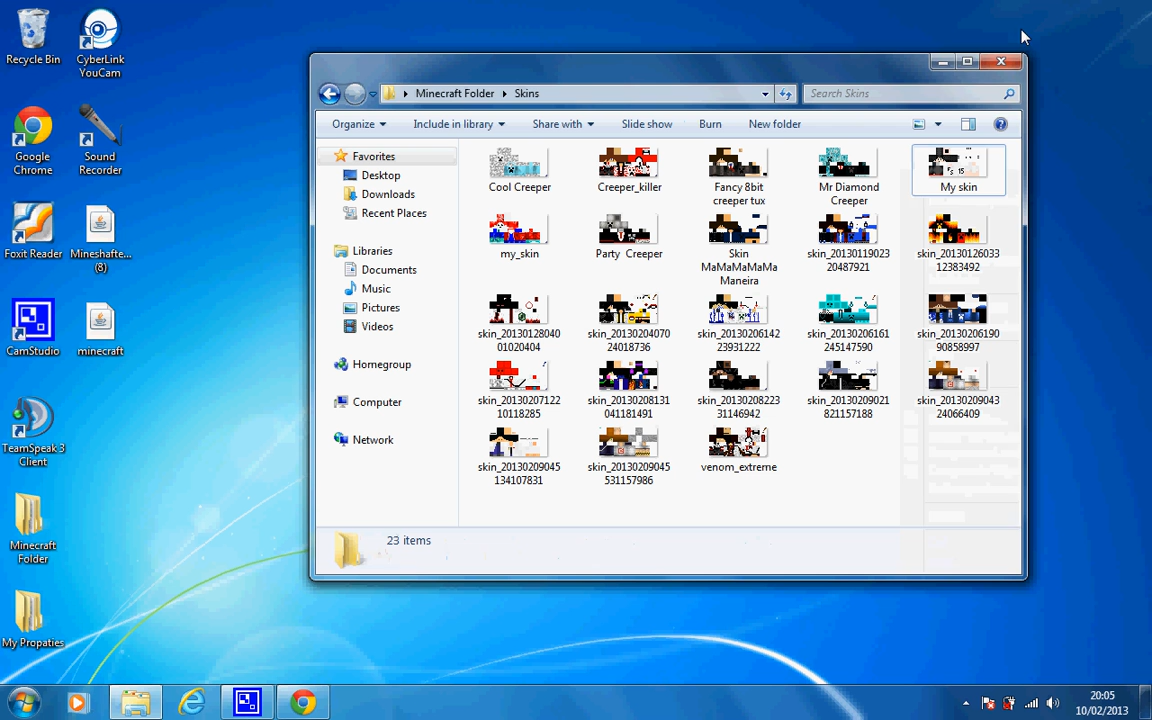 Recycle Bin
CyberLink
YouCam
Google
Chrome
Sound
Recorder
Foxit Reader
Mineshafte...
(8)
CamStudio
minecraft
TeamSpeak 3
Client
Minecraft
Folder
My Propaties
Minecraft Folder
Skins
Search Skins
Organize
Include in library
Share with
Slide show
Burn
New folder
Favorites
Desktop
Downloads
Recent Places
Libraries
Documents
Music
Pictures
Videos
Homegroup
Computer
Network
Cool Creeper
Creeper_killer
Fancy 8bit
creeper tux
Mr Diamond
Creeper
My skin
my_skin
Party Creeper
Skin
MaMaMaMaMa
Maneira
skin_20130119023
20487921
skin_20130126033
12383492
skin_20130128040
01020404
skin_20130204070
24018736
skin_20130206142
23931222
skin_20130206161
245147590
skin_20130206190
90858997
skin_20130207122
10118285
skin_20130208131
041181491
skin_20130208223
31146942
skin_20130209021
821157188
skin_20130209043
24066409
skin_20130209045
134107831
skin_20130209045
531157986
venom_extreme
23 items
20:05
10/02/2013